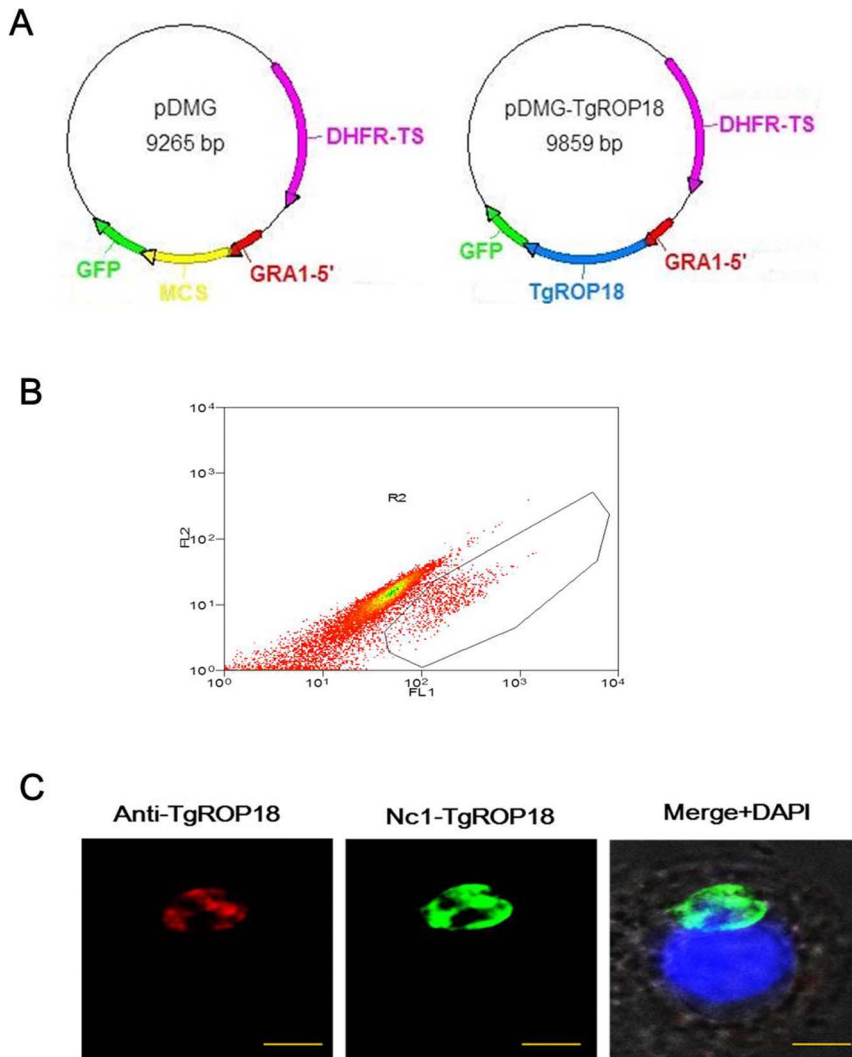 A
pDMG
9265 bp
DHFR-TS
GFP
MCS
GRA1-5'
pDMG-TgROP18
9859 bp
DHFR-TS
GFP
TgROP18
GRA1-5'
B
10⁴
10³
10²
10¹
10⁰
FL2
R2
10⁰ 10¹ 10² 10³ 10⁴
FL1
C
Anti-TgROP18 Nc1-TgROP18 Merge+DAPI